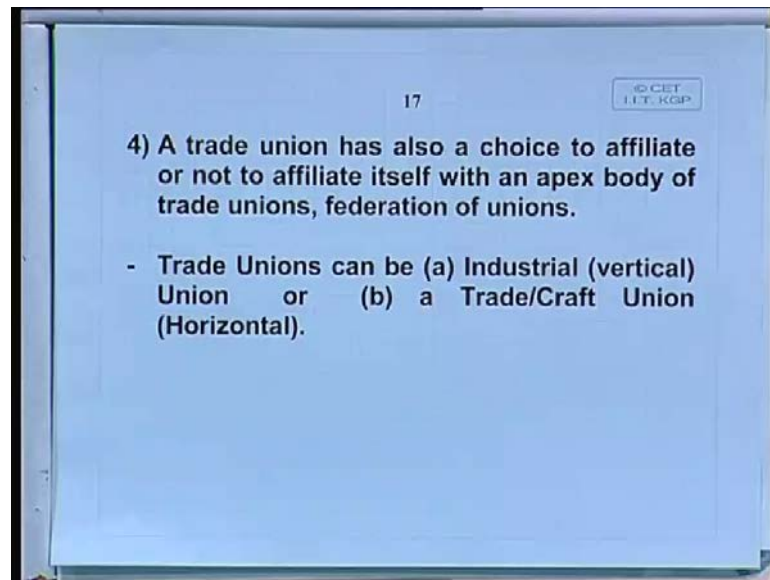 17
© CET
I.I.T. KGP
4) A trade union has also a choice to affiliate
or not to affiliate itself with an apex body of
trade unions, federation of unions.
- Trade Unions can be (a) Industrial (vertical)
Union or (b) a Trade/Craft Union
(Horizontal).